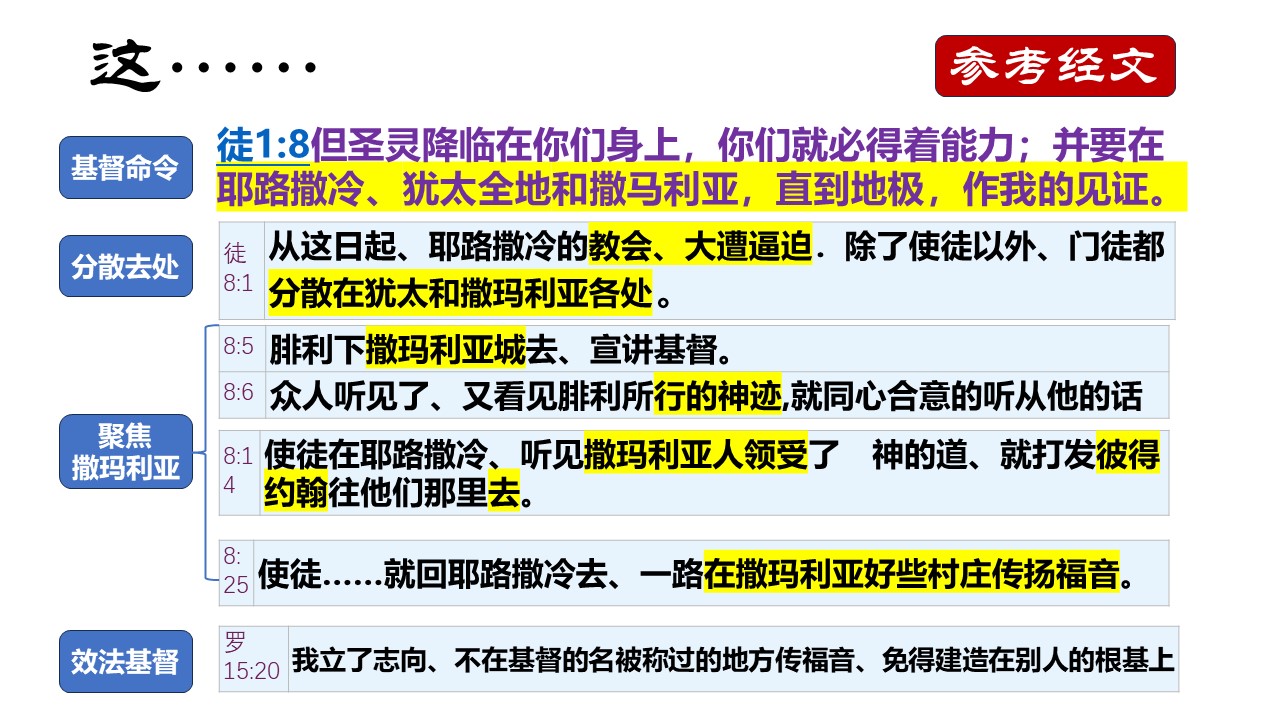 这······
参考经文
基督命令
徒1:8但圣灵降临在你们身上，你们就必得着能力；并要在
耶路撒冷、犹太全地和撒马利亚，直到地极，作我的见证。
分散去处
徒
8:1
从这日起、耶路撒冷的教会、大遭逼迫．除了使徒以外、门徒都
分散在犹太和撒玛利亚各处。
聚焦
撒玛利亚
8:5
腓利下撒玛利亚城去、宣讲基督。
8:6
众人听见了、又看见腓利所行的神迹,就同心合意的听从他的话
8:1
4
使徒在耶路撒冷、听见撒玛利亚人领受了　神的道、就打发彼得
约翰往他们那里去。
8:
25
使徒……就回耶路撒冷去、一路在撒玛利亚好些村庄传扬福音。
效法基督
罗
15:20
我立了志向、不在基督的名被称过的地方传福音、免得建造在别人的根基上